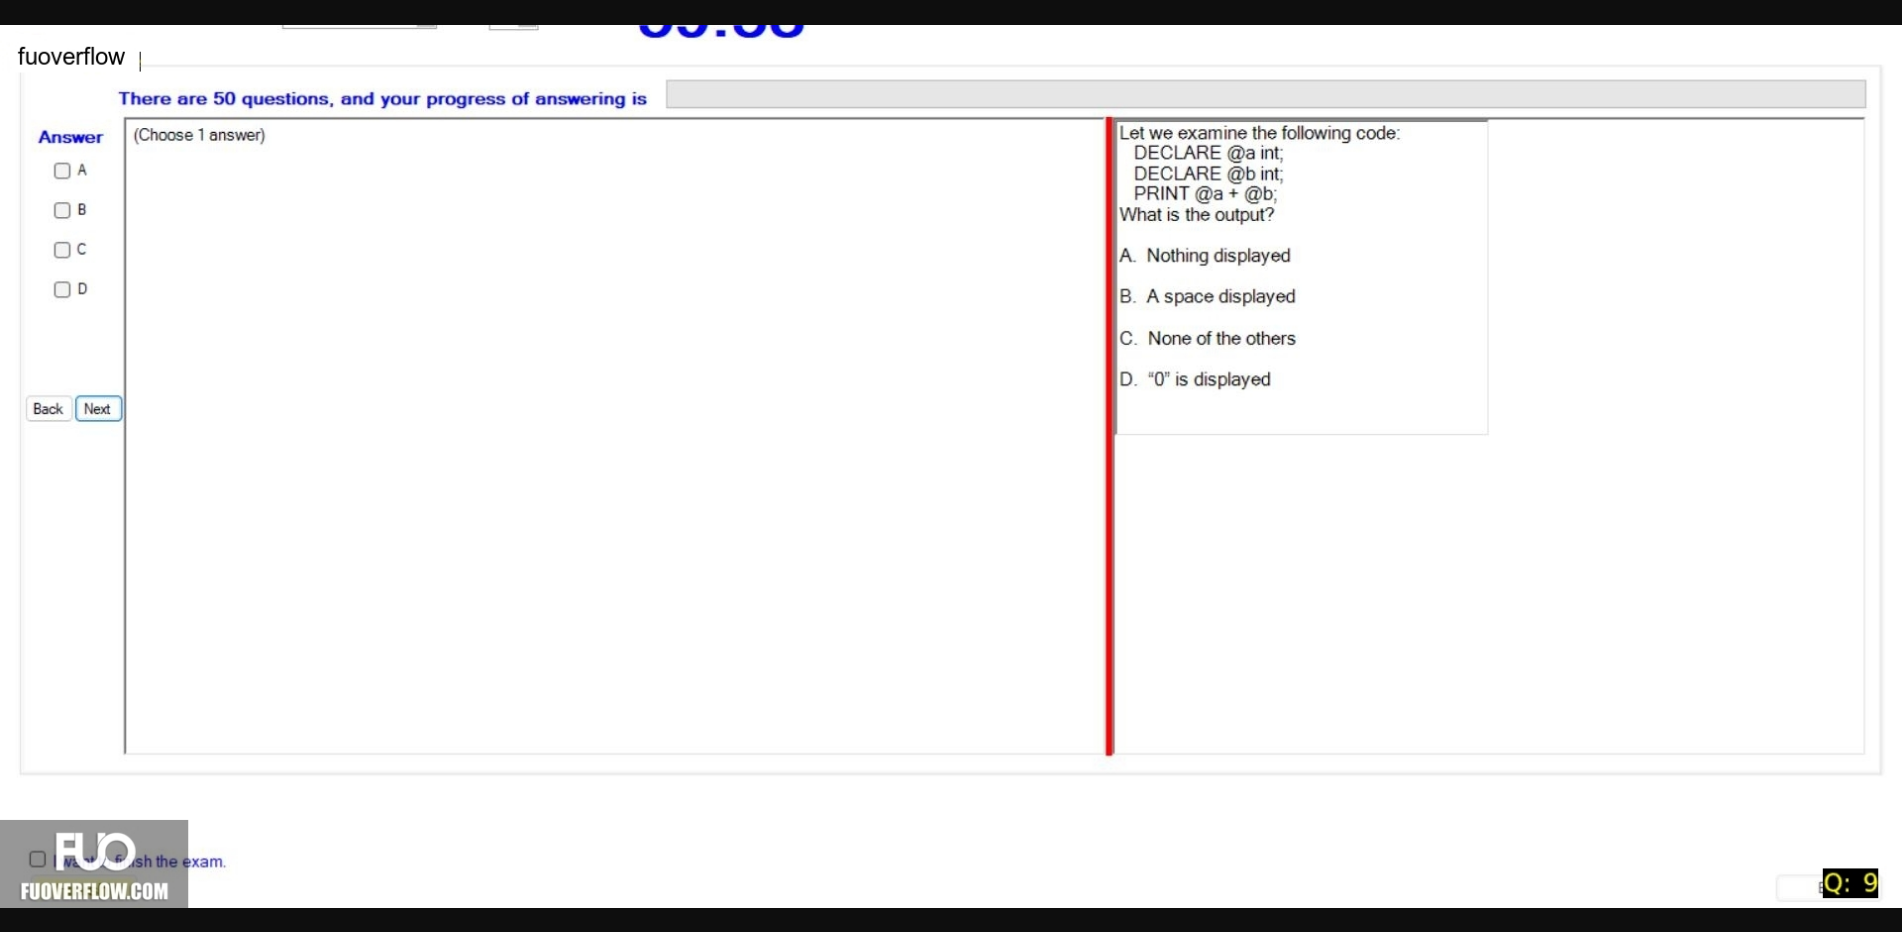 fuoverflow
There are 50 questions, and your progress of answering is
Answer
(Choose 1 answer)
A
B
C
D
Back
Next
Let we examine the following code:
DECLARE @a int;
DECLARE @b int;
PRINT @a + @b;
What is the output?
A. Nothing displayed
B. A space displayed
C. None of the others
D. “0” is displayed
FUO
the exam.
FUOVERFLOW.COM
Q: 9